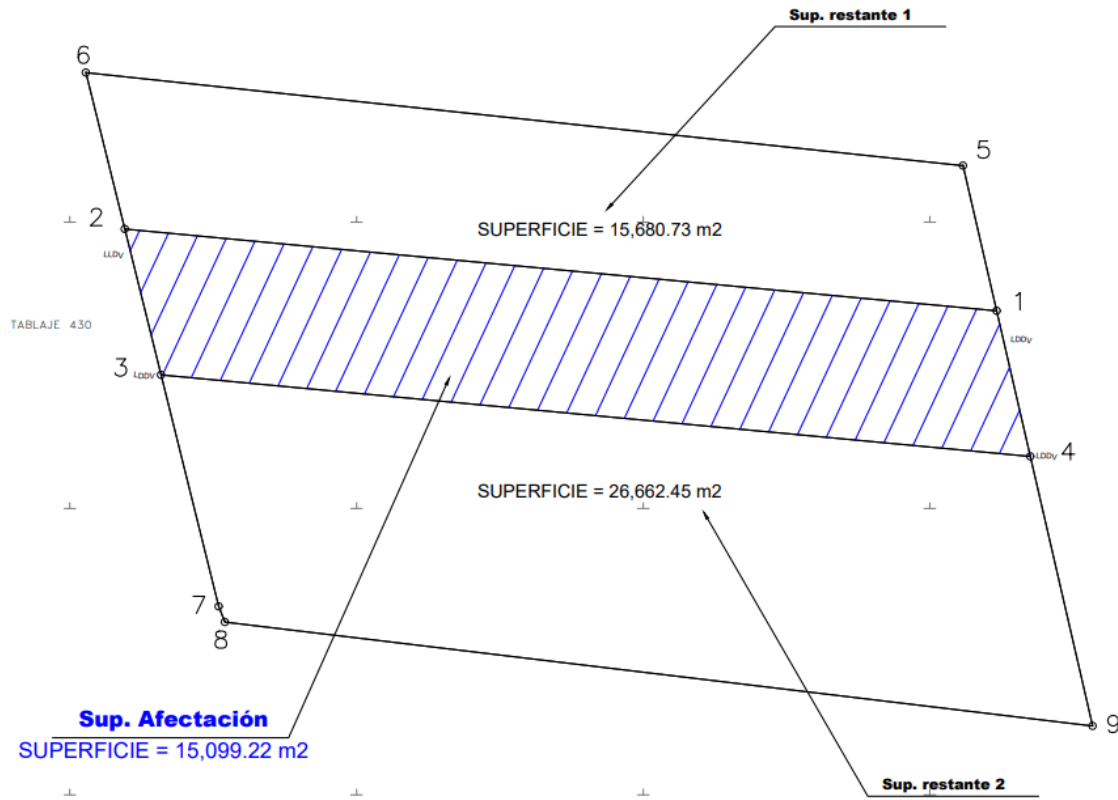 Sup. restante 1
6
5
2
SUPERFICIE = 15,680.73 m2
LLDV
1
TABLAJE 430
LDDV
3
LDDV
LDDV
4
SUPERFICIE = 26,662.45 m2
7
8
Sup. Afectación
9
SUPERFICIE = 15,099.22 m2
Sup. restante 2